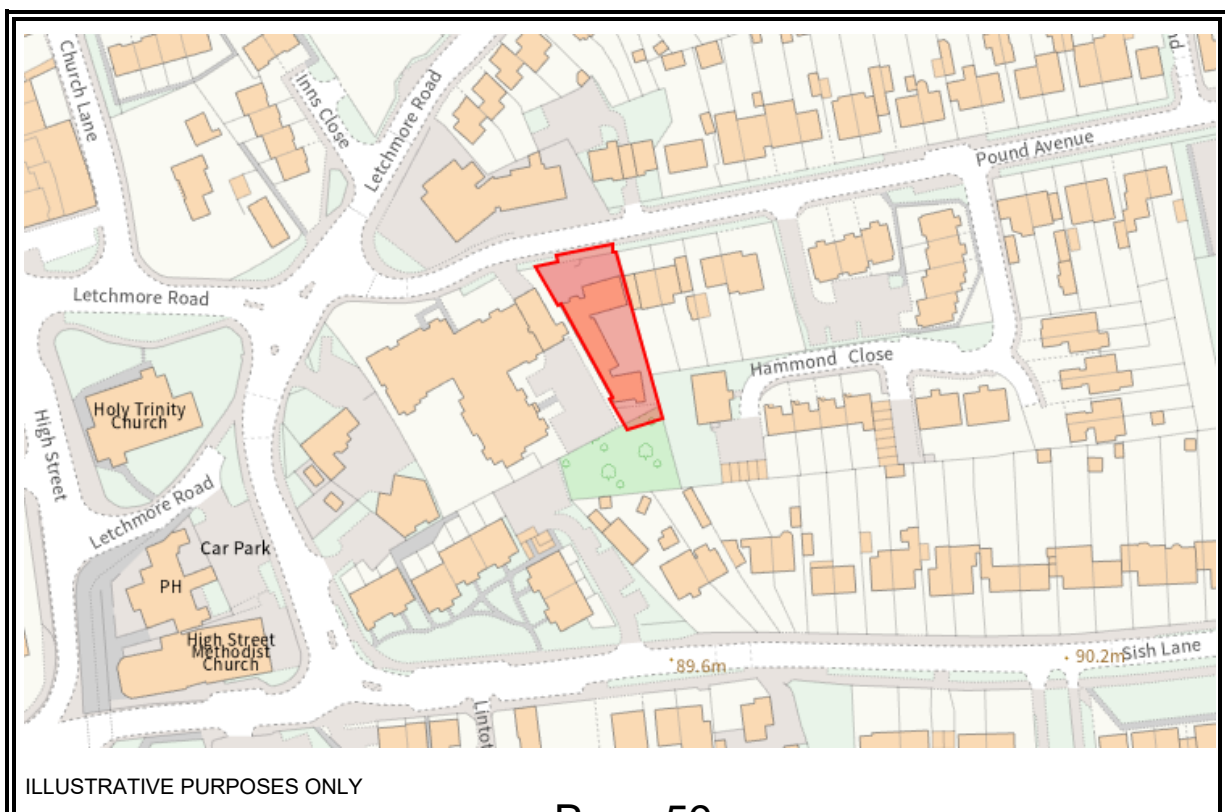 Church Lane
Inns Close
Letchmore Road
Pound Avenue
Letchmore Road
Hammond Close
Holy Trinity
Church
High Street
Letchmore Road
Car Park
PH
High Street
Methodist
Church
89.6m
90.2m
Sish Lane
ILLUSTRATIVE PURPOSES ONLY